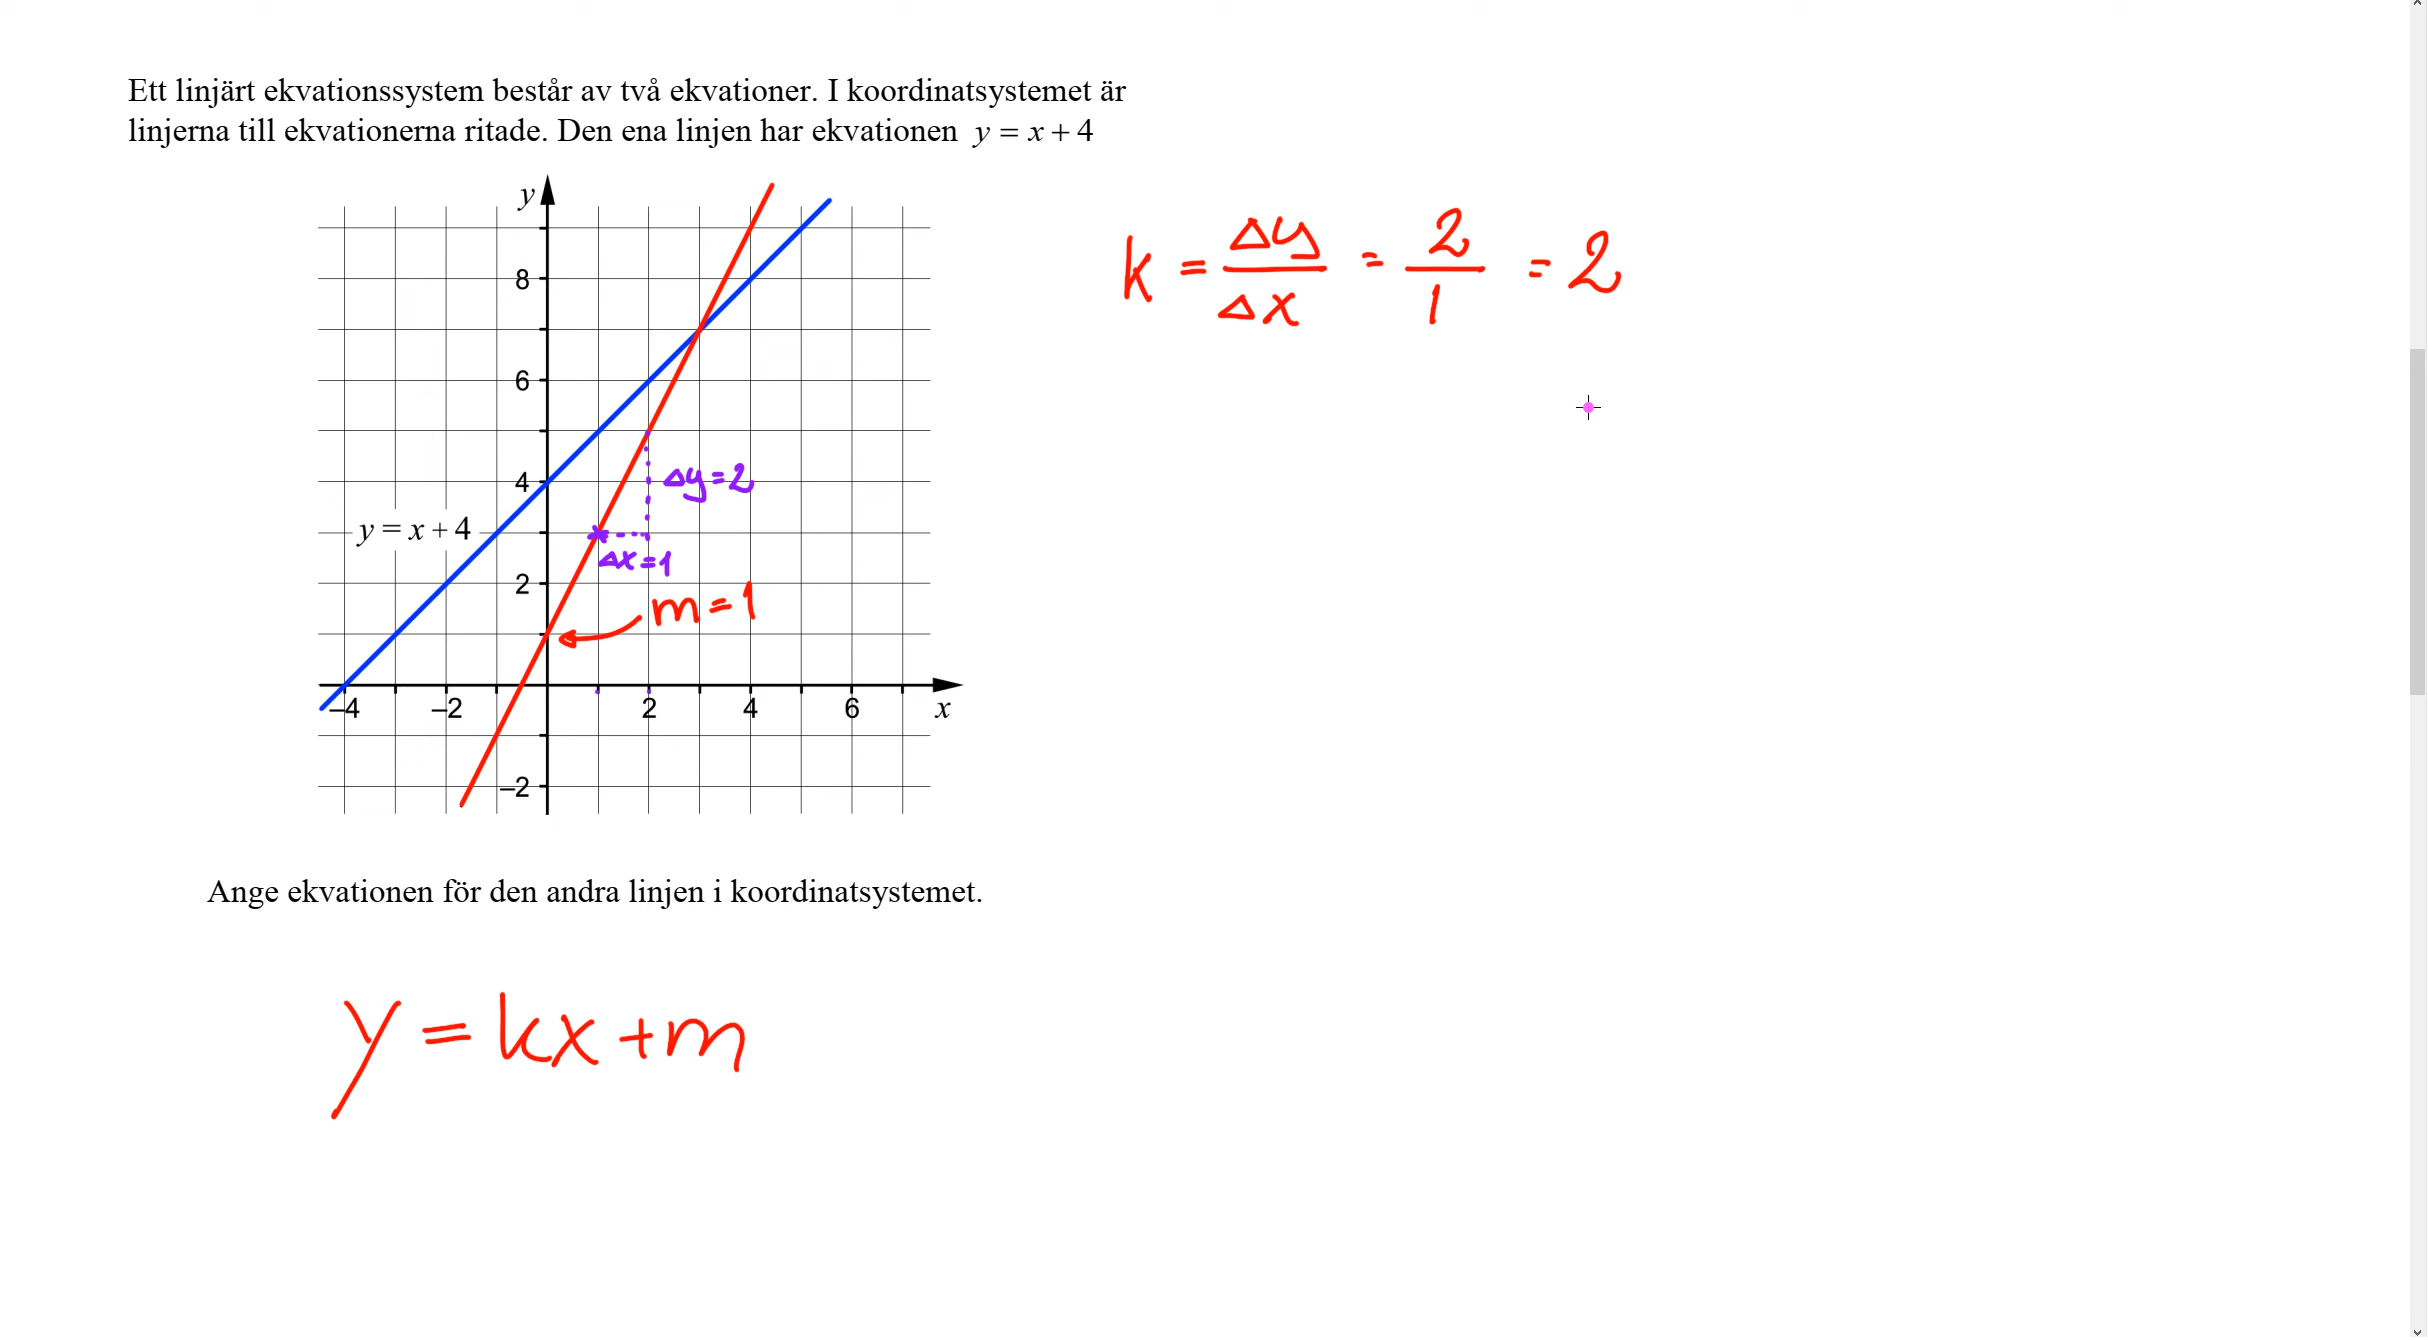 Ett linjärt ekvationssystem består av två ekvationer. I koordinatsystemet är
linjerna till ekvationerna ritade. Den ena linjen har ekvationen y = x + 4
y
8
6
4
2
–2
–4
–2
2
4
6
x
y = x + 4
Δy=2
Δx=1
m=1
k = Δy/Δx = 2/1 = 2
Ange ekvationen för den andra linjen i koordinatsystemet.
y = kx + m